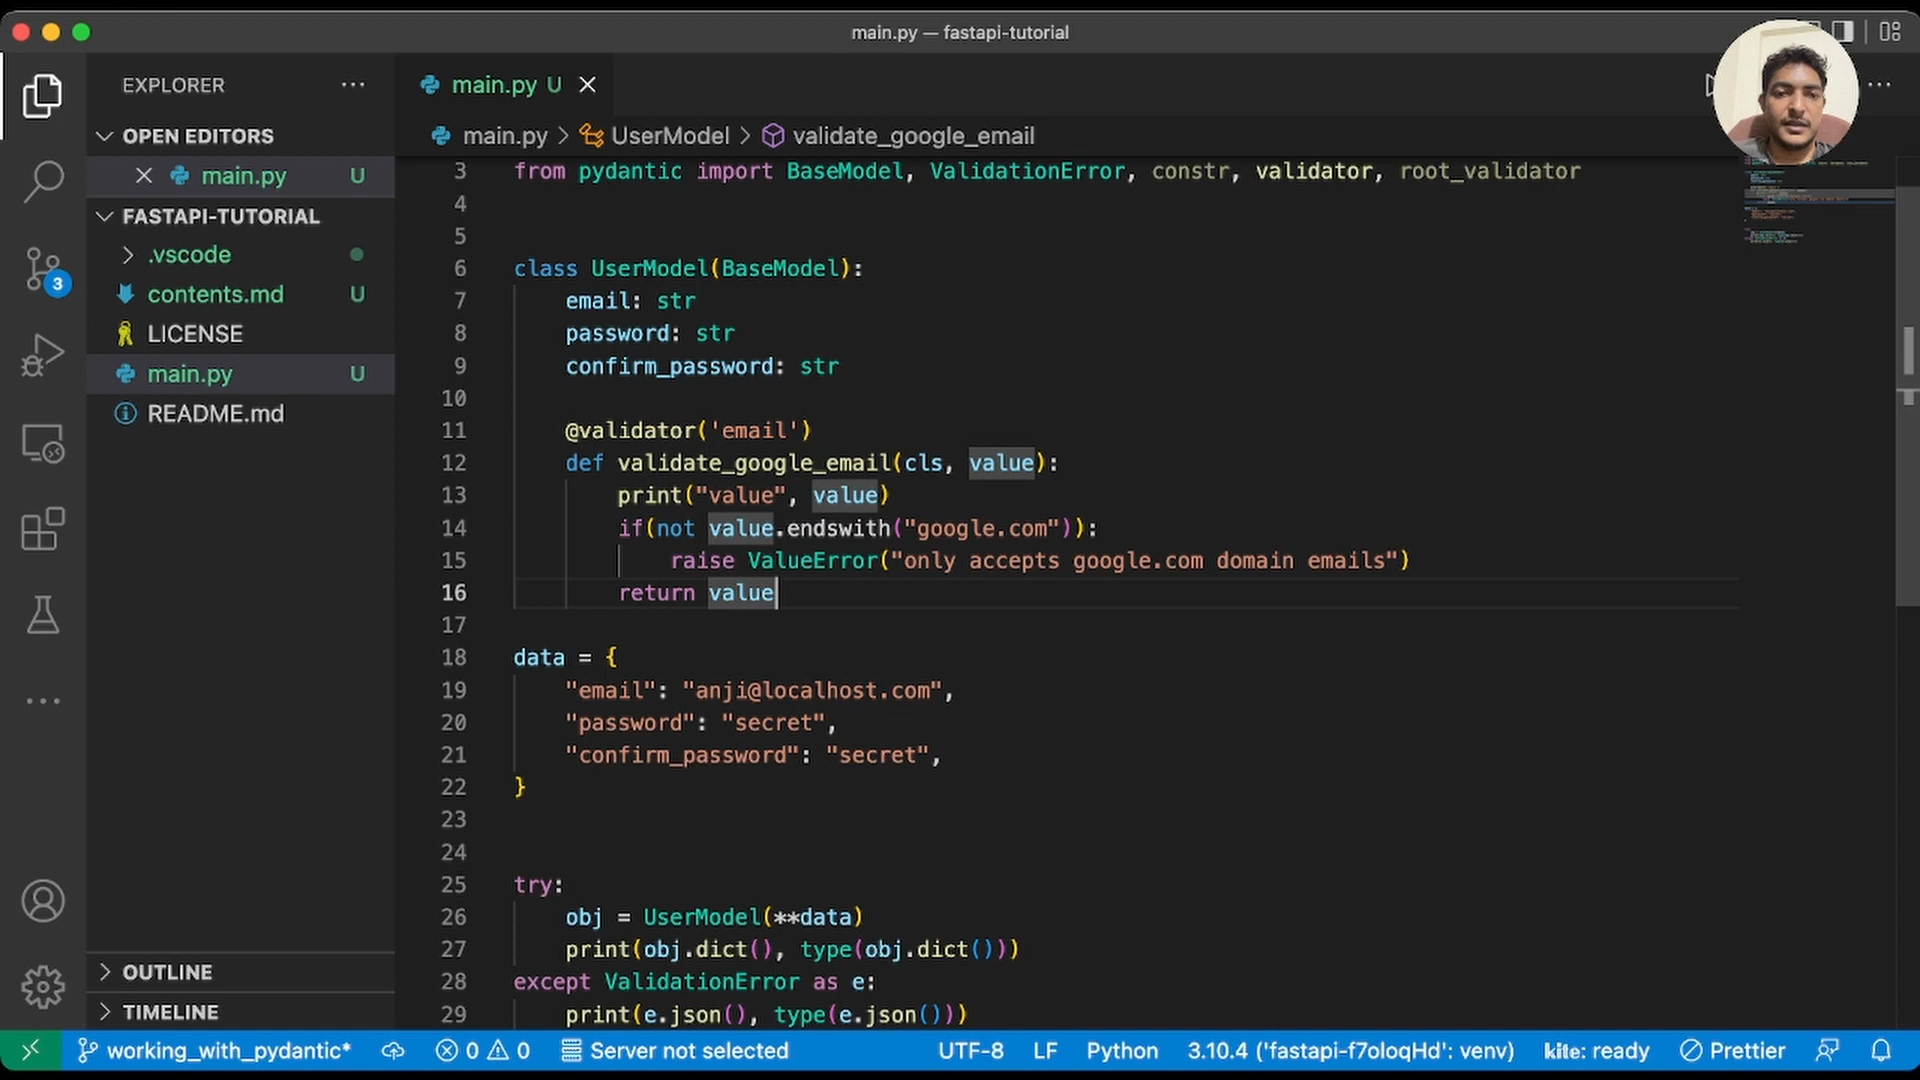 main.py — fastapi-tutorial
EXPLORER
OPEN EDITORS
main.py U
FASTAPI-TUTORIAL
.vscode
contents.md U
LICENSE
main.py U
README.md
OUTLINE
TIMELINE
3
main.py U
main.py > UserModel > validate_google_email
3 from pydantic import BaseModel, ValidationError, constr, validator, root_validator
4
5
6 class UserModel(BaseModel):
7 email: str
8 password: str
9 confirm_password: str
10
11 @validator('email')
12 def validate_google_email(cls, value):
13 print("value", value)
14 if(not value.endswith("google.com")):
15 raise ValueError("only accepts google.com domain emails")
16 return value
17
18 data = {
19 "email": "anji@localhost.com",
20 "password": "secret",
21 "confirm_password": "secret",
22 }
23
24
25 try:
26 obj = UserModel(**data)
27 print(obj.dict(), type(obj.dict()))
28 except ValidationError as e:
29 print(e.json(), type(e.json()))
working_with_pydantic* 0 0 Server not selected UTF-8 LF Python 3.10.4 ('fastapi-f7oloqHd': venv) kite: ready Prettier